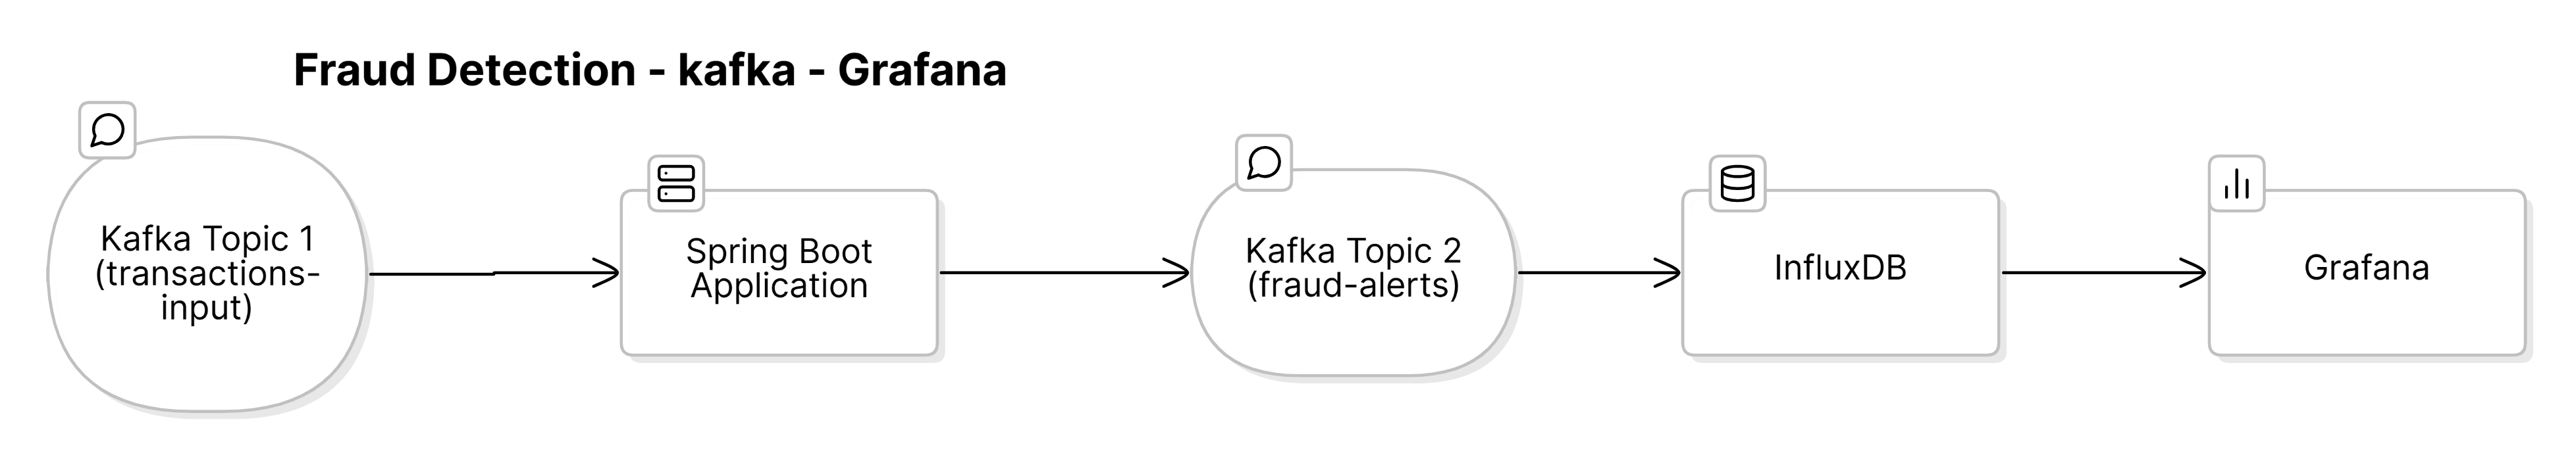 Fraud Detection - kafka - Grafana
Kafka Topic 1
(transactions-
input)
Spring Boot
Application
Kafka Topic 2
(fraud-alerts)
InfluxDB
Grafana